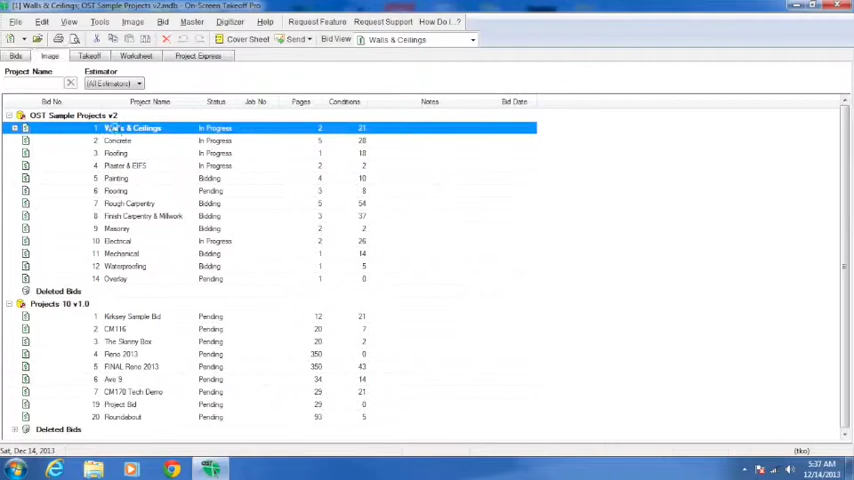 [1] Walls & Ceilings; OST Sample Projects v2.mdb - On-Screen Takeoff Pro
File Edit View Tools Image Bid Master Digitizer Help Request Feature Request Support How Do I...?
Cover Sheet Send Bid View Walls & Ceilings
Bids Image Takeoff Worksheet Project Express
Project Name Estimator
(All Estimators)
Bid No. Project Name Status Job No Pages Conditions Notes Bid Date
OST Sample Projects v2
1 Walls & Ceilings In Progress 2 21
2 Concrete In Progress 5 28
3 Roofing In Progress 1 18
4 Plaster & EIFS In Progress 2 2
5 Painting Bidding 4 10
6 Flooring Pending 3 8
7 Rough Carpentry Bidding 5 54
8 Finish Carpentry & Millwork Bidding 3 37
9 Masonry Bidding 2 2
10 Electrical In Progress 2 26
11 Mechanical Bidding 1 14
12 Waterproofing Bidding 1 5
14 Overlay Pending 1 0
Deleted Bids
Projects 10 v1.0
1 Kirksey Sample Bid Pending 12 21
2 CM116 Pending 20 7
3 The Skinny Box Pending 20 2
4 Reno 2013 Pending 350 0
5 FINAL Reno 2013 Pending 350 43
6 Ave 9 Pending 34 14
7 CM170 Tech Demo Pending 29 21
19 Project Bid Pending 29 0
20 Roundabout Pending 93 5
Deleted Bids
Sat, Dec 14, 2013 (tko)
OST
5:37 AM
12/14/2013